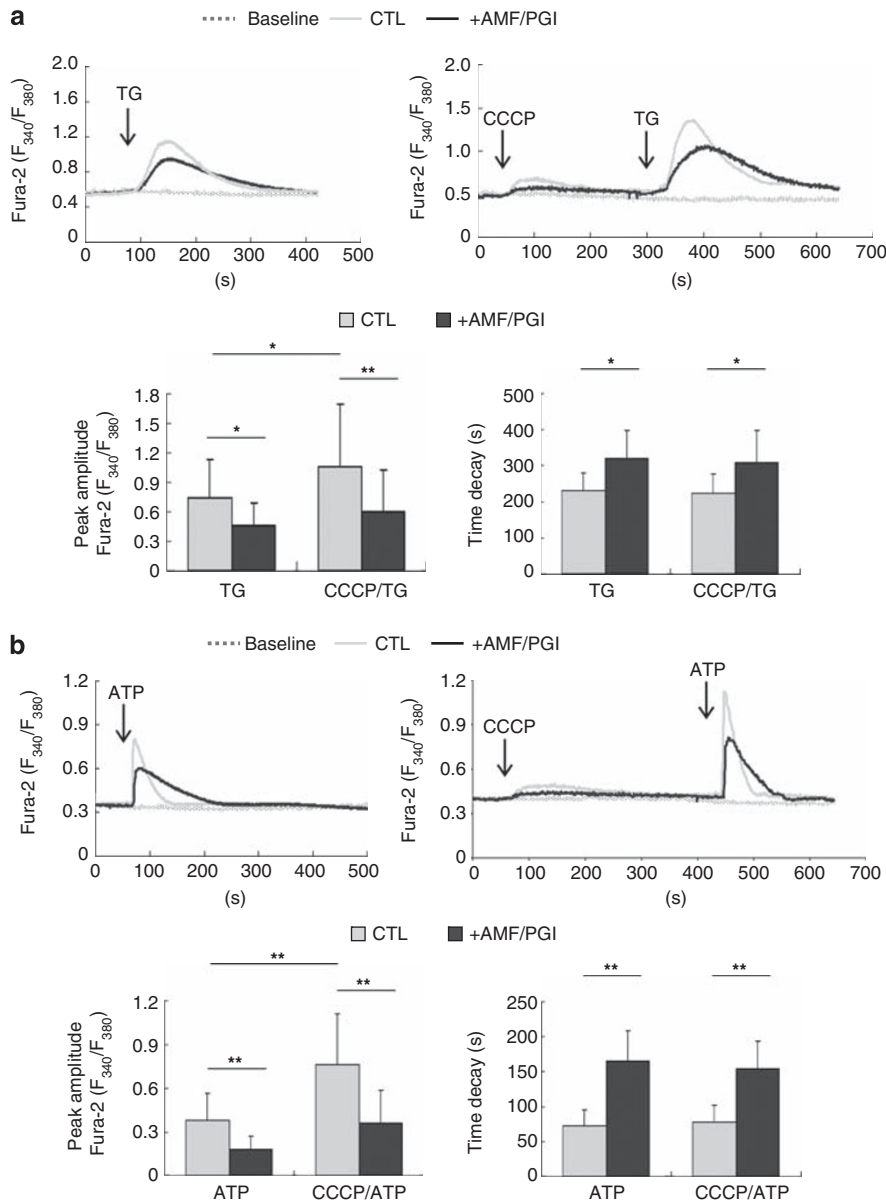 a
Baseline CTL +AMF/PGI
Fura-2 (F340/F380)
2.0
1.6
1.2
0.8
0.4
0
TG
0 100 200 300 400 500
(s)
Fura-2 (F340/F380)
2.0
1.5
1.0
0.5
0
CCCP
TG
0 100 200 300 400 500 600 700
(s)
CTL +AMF/PGI
Peak amplitude
Fura-2 (F340/F380)
1.8
1.5
1.2
0.9
0.6
0.3
0
*
*
**
TG CCCP/TG
Time decay (s)
500
400
300
200
100
0
* *
TG CCCP/TG
b
Baseline CTL +AMF/PGI
Fura-2 (F340/F380)
1.2
0.9
0.6
0.3
0
ATP
0 100 200 300 400 500
(s)
Fura-2 (F340/F380)
1.2
0.9
0.6
0.3
0
CCCP
ATP
0 100 200 300 400 500 600 700
(s)
CTL +AMF/PGI
Peak amplitude
Fura-2 (F340/F380)
1.2
0.9
0.6
0.3
0
**
**
**
ATP CCCP/ATP
Time decay (s)
250
200
150
100
50
0
** **
ATP CCCP/ATP